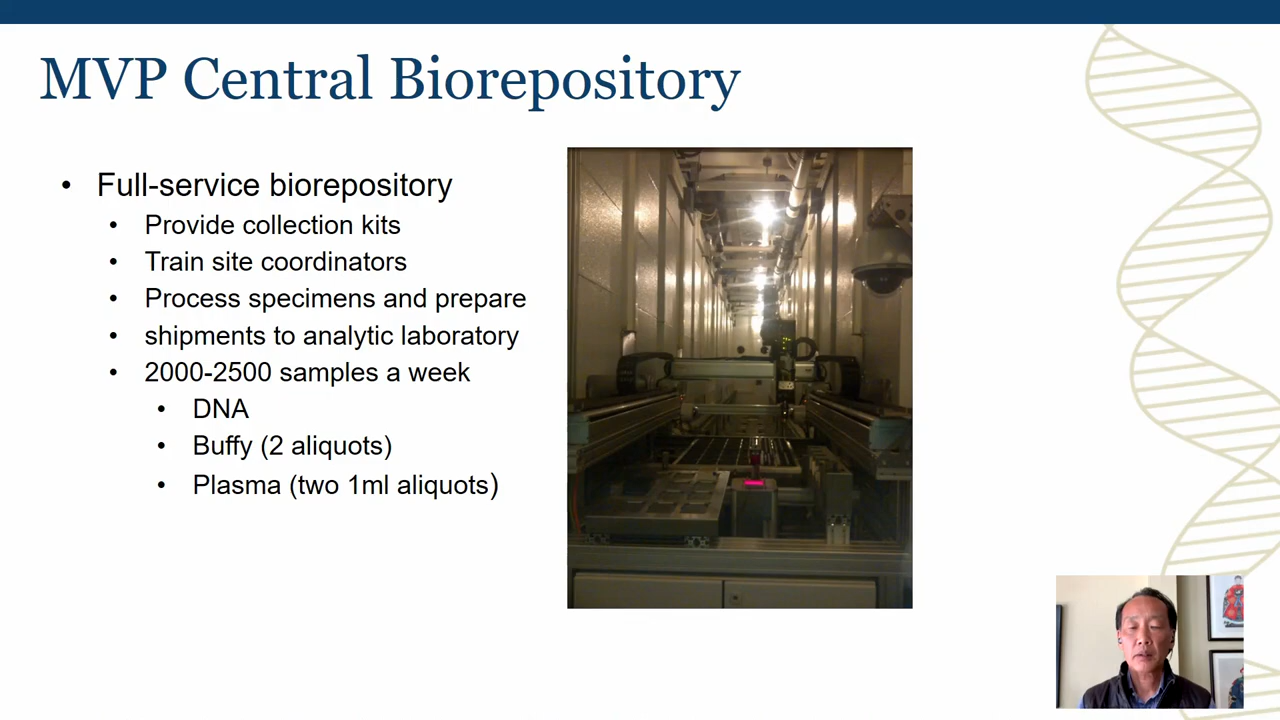 MVP Central Biorepository
• Full-service biorepository
• Provide collection kits
• Train site coordinators
• Process specimens and prepare
• shipments to analytic laboratory
• 2000-2500 samples a week
• DNA
• Buffy (2 aliquots)
• Plasma (two 1ml aliquots)